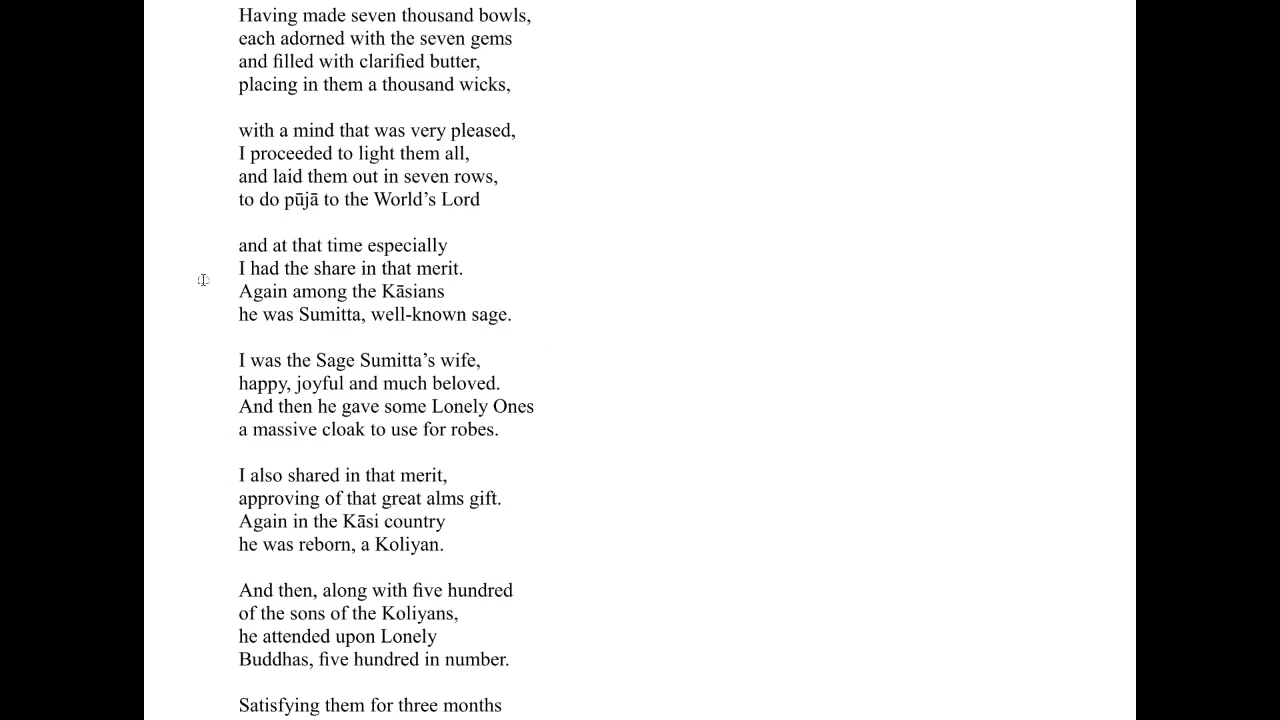 Having made seven thousand bowls,
each adorned with the seven gems
and filled with clarified butter,
placing in them a thousand wicks,
with a mind that was very pleased,
I proceeded to light them all,
and laid them out in seven rows,
to do pūjā to the World’s Lord
and at that time especially
I had the share in that merit.
Again among the Kāsians
he was Sumitta, well-known sage.
I was the Sage Sumitta’s wife,
happy, joyful and much beloved.
And then he gave some Lonely Ones
a massive cloak to use for robes.
I also shared in that merit,
approving of that great alms gift.
Again in the Kāsi country
he was reborn, a Koliyan.
And then, along with five hundred
of the sons of the Koliyans,
he attended upon Lonely
Buddhas, five hundred in number.
Satisfying them for three months